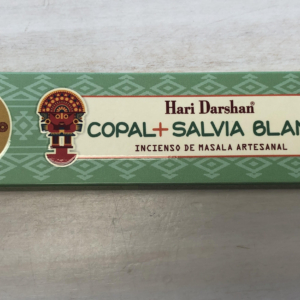 Hari Darshan®
COPAL+ SALVIA BLAN
INCIENSO DE MASALA ARTESANAL